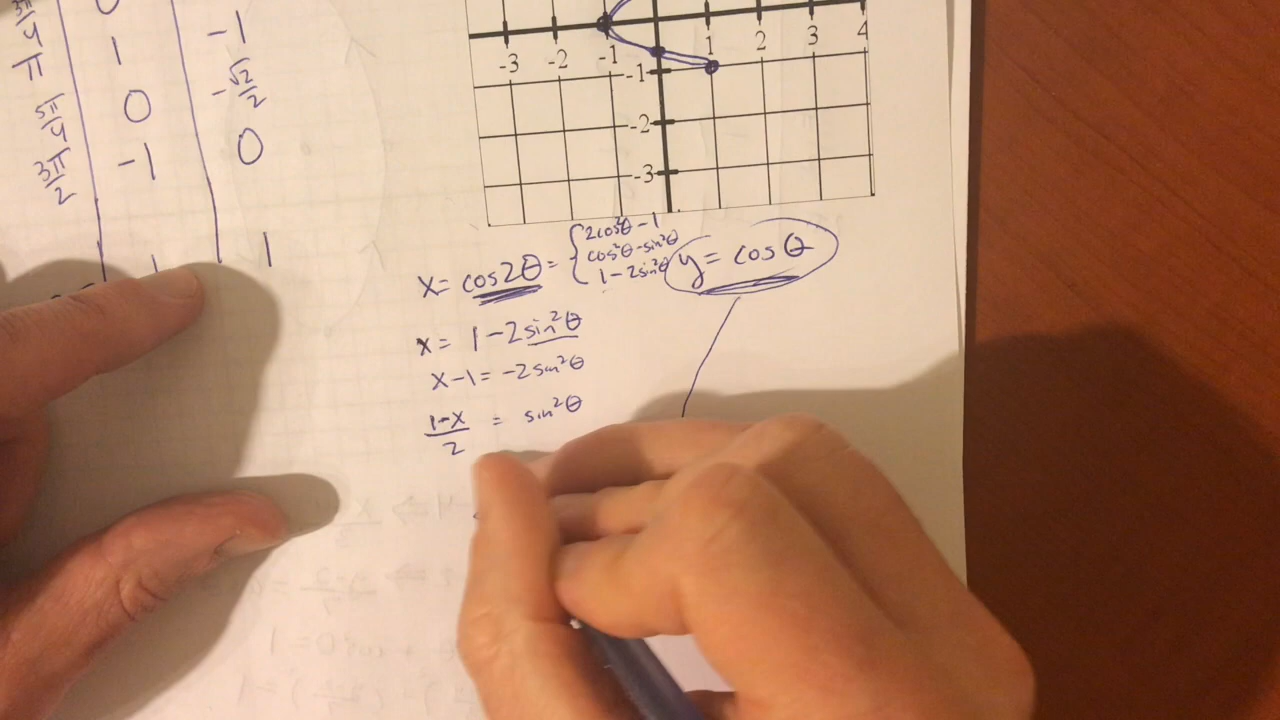 3π/4 0
π 1 -1
5π/4 0 -√2/2
3π/2 -1 0
1
-3 -2 -1 1 2 3 4
-1
-2
-3
x = cos2θ = { 2cos²θ - 1
cos²θ - sin²θ
1 - 2sin²θ
y = cosθ
x = 1 - 2sin²θ
x - 1 = -2sin²θ
1-x/2 = sin²θ